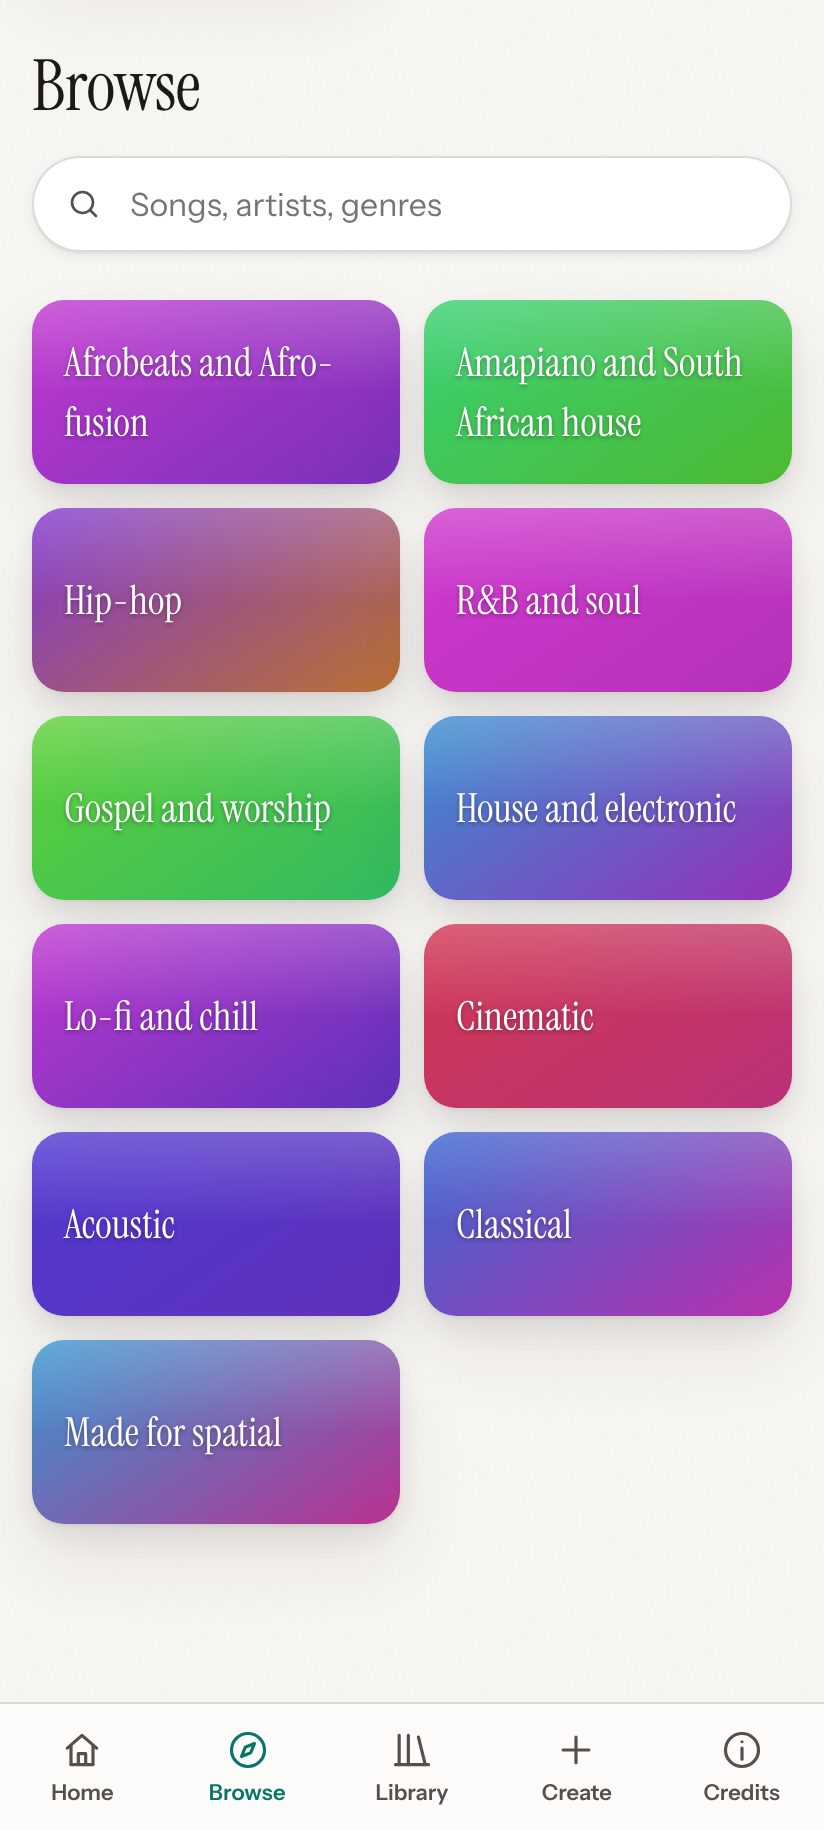 Browse
Songs, artists, genres
Afrobeats and Afro-
fusion
Amapiano and South
African house
Hip-hop
R&B and soul
Gospel and worship
House and electronic
Lo-fi and chill
Cinematic
Acoustic
Classical
Made for spatial
Home
Browse
Library
Create
Credits